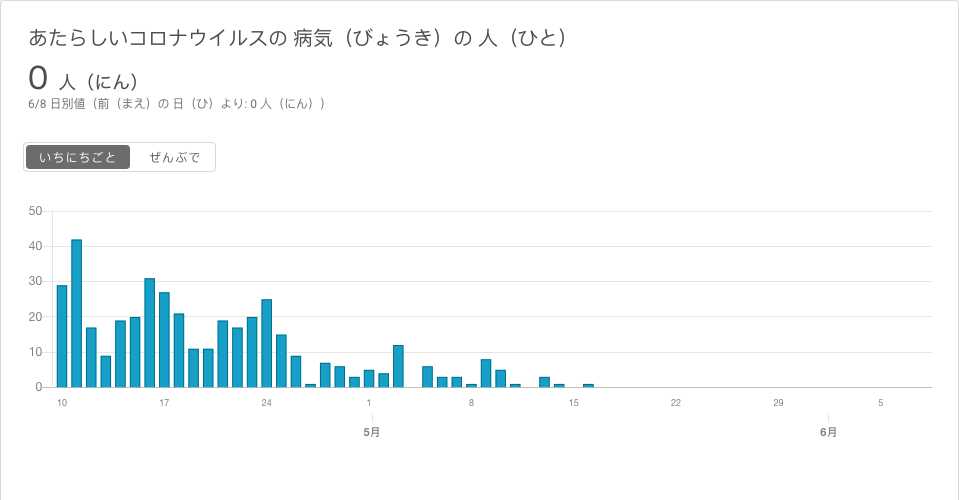 あたらしいコロナウイルスの 病気（びょうき）の 人（ひと）
0 人（にん）
6/8 日別値（前（まえ）の 日（ひ）より: 0 人（にん））
いちにちごと ぜんぶで
50
40
30
20
10
0
10 17 24 1 8 15 22 29 5
5月 6月